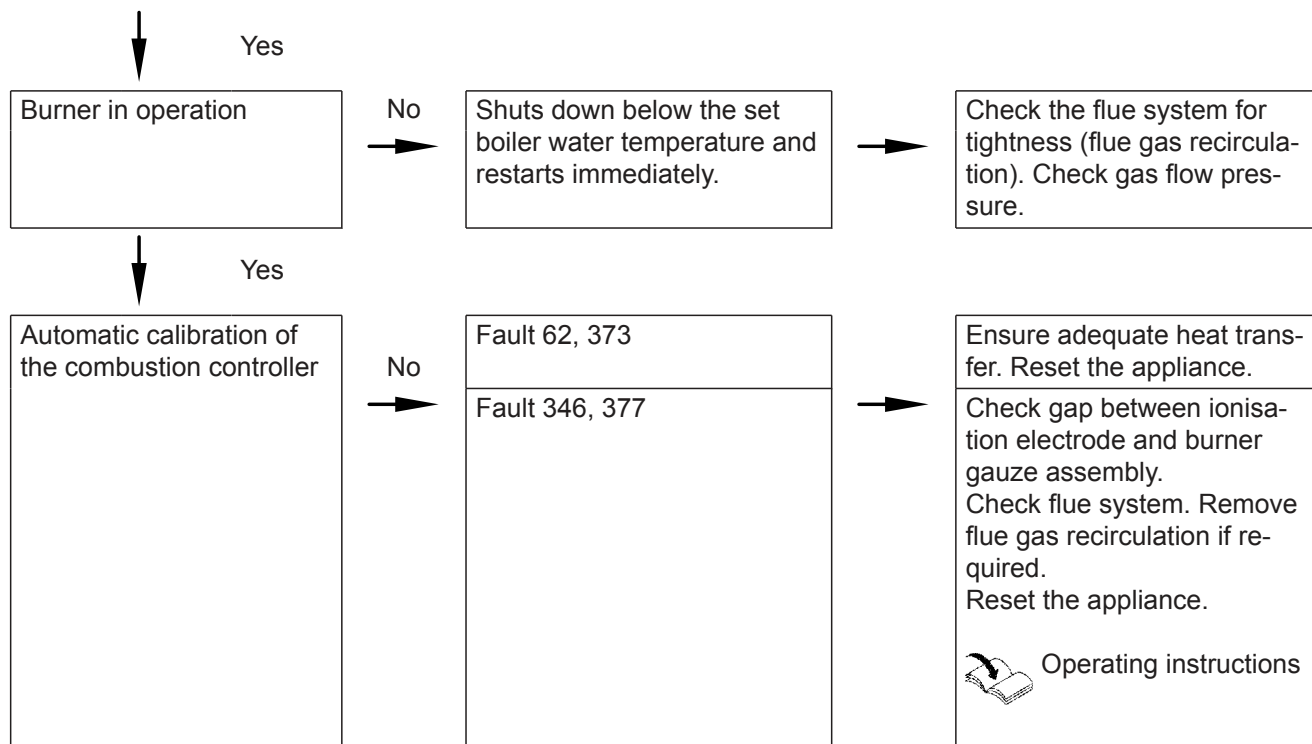 Yes
Burner in operation
No
Shuts down below the set
boiler water temperature and
restarts immediately.
Check the flue system for
tightness (flue gas recircula-
tion). Check gas flow pres-
sure.
Yes
Automatic calibration of
the combustion controller
No
Fault 62, 373
Ensure adequate heat trans-
fer. Reset the appliance.
Fault 346, 377
Check gap between ionisa-
tion electrode and burner
gauze assembly.
Check flue system. Remove
flue gas recirculation if re-
quired.
Reset the appliance.
Operating instructions